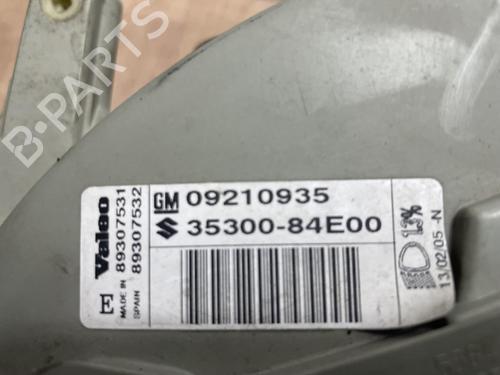 B-PARTS
Valeo
MADE IN
SPAIN
89307531
89307532
GM 09210935
35300-84E00
1.3%
13/02/05 -N